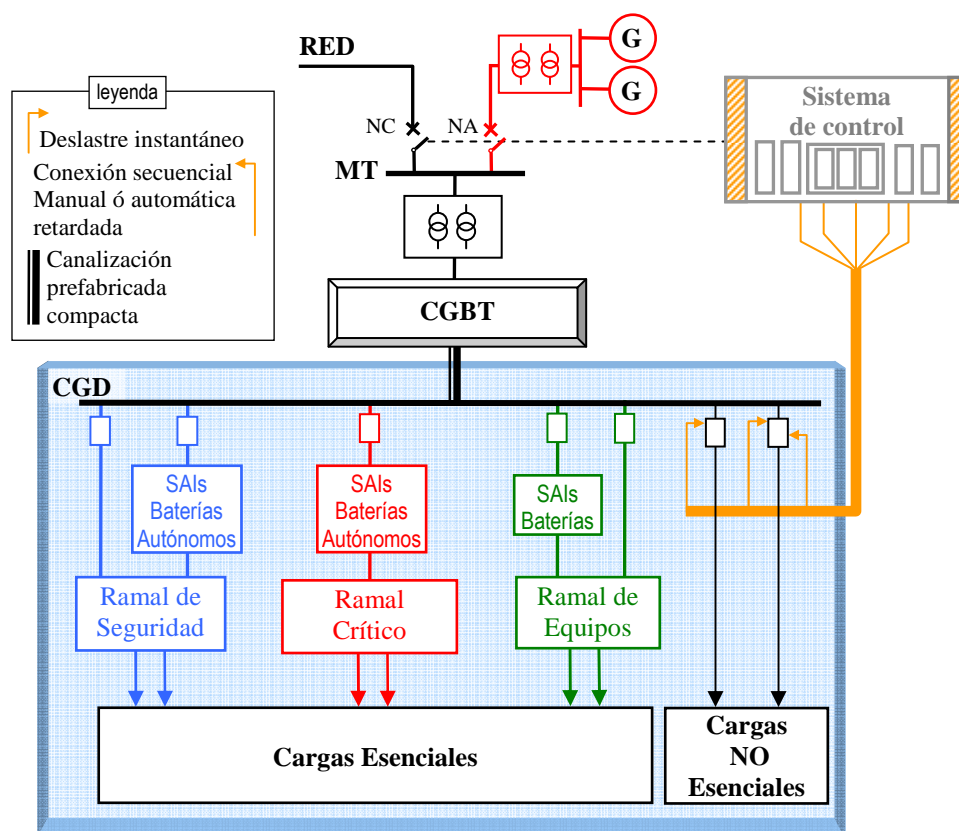 RED
G
G
leyenda
Deslastre instantáneo
Conexión secuencial
Manual ó automática
retardada
Canalización
prefabricada
compacta
NC
NA
MT
Sistema
de control
CGBT
CGD
SAIs
Baterías
Autónomos
SAIs
Baterías
Autónomos
SAIs
Baterías
Ramal de
Seguridad
Ramal
Crítico
Ramal de
Equipos
Cargas Esenciales
Cargas
NO
Esenciales